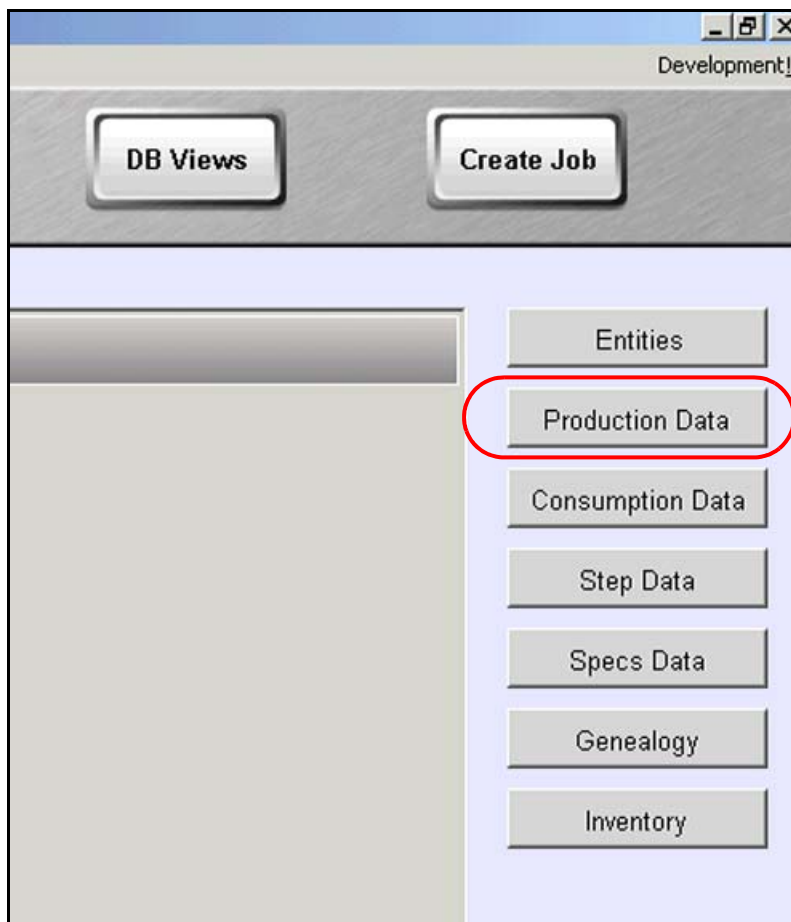 Development!
DB Views
Create Job
Entities
Production Data
Consumption Data
Step Data
Specs Data
Genealogy
Inventory